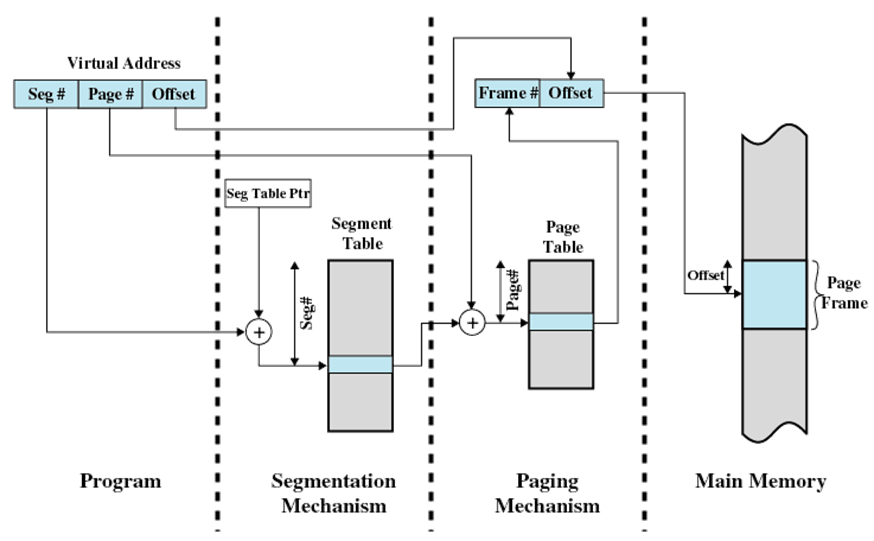 Virtual Address
Seg # Page # Offset
Frame # Offset
Seg Table Ptr
Segment
Table
Page
Table
Seg#
Page#
+
+
Offset
Page
Frame
Program
Segmentation
Mechanism
Paging
Mechanism
Main Memory